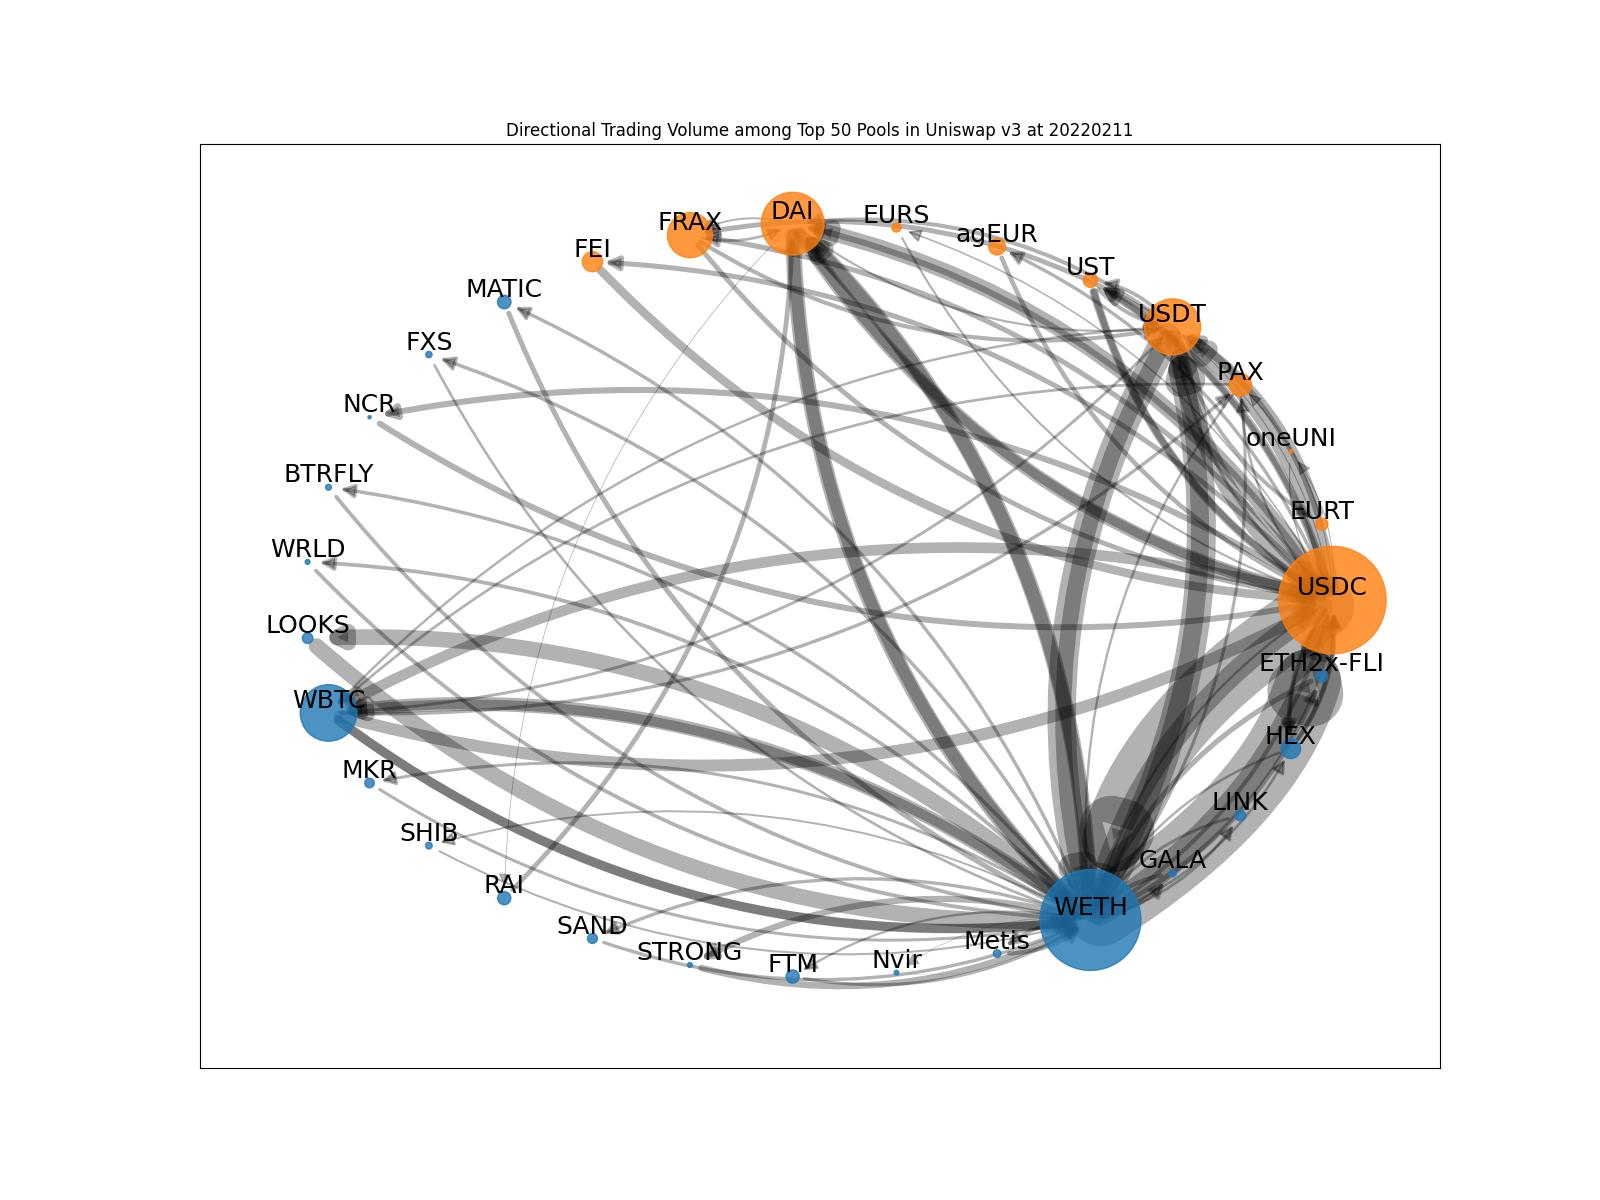 Directional Trading Volume among Top 50 Pools in Uniswap v3 at 20220211
DAI
EURS
FRAX
agEUR
FEI
UST
MATIC
USDT
FXS
PAX
NCR
oneUNI
BTRFLY
EURT
WRLD
USDC
LOOKS
ETH2x-FLI
WBTC
HEX
MKR
LINK
SHIB
GALA
RAI
WETH
SAND
Metis
STRONG
Nvir
FTM